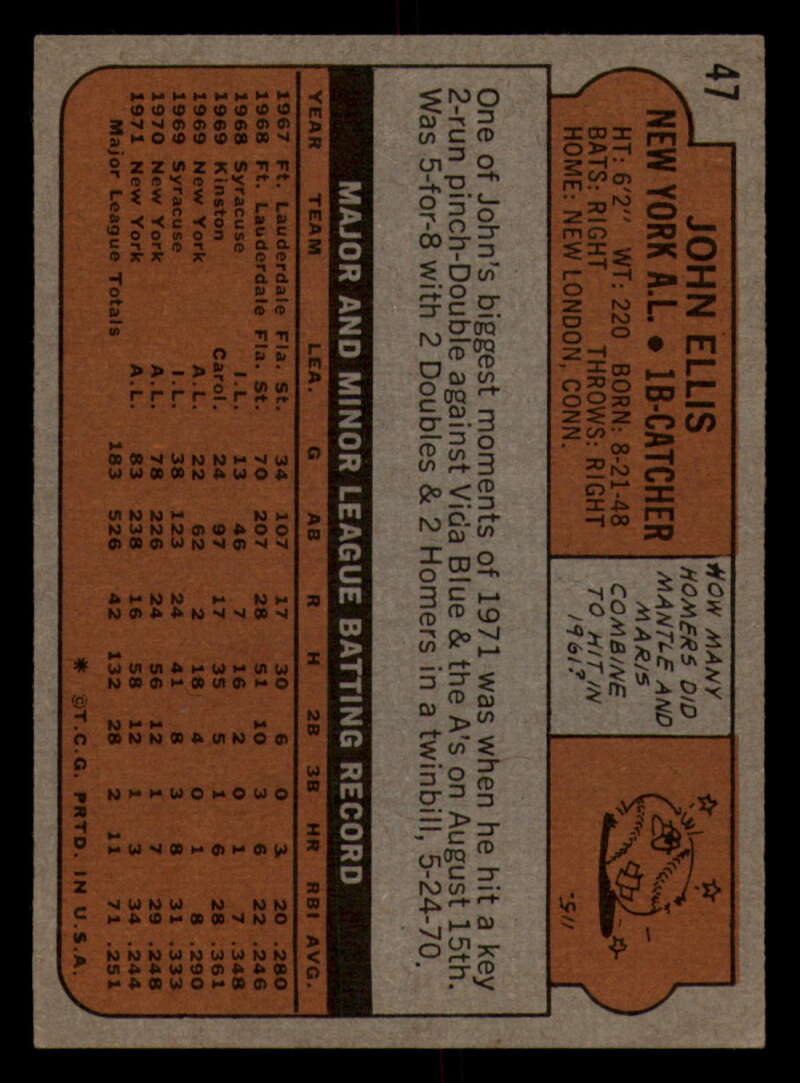 47
JOHN ELLIS
NEW YORK A.L. • 1B-CATCHER
HT: 6'2" WT: 220 BORN: 8-21-48
BATS: RIGHT THROWS: RIGHT
HOME: NEW LONDON, CONN.
HOW MANY
HOMERS DID
MANTLE AND
MARIS
COMBINE
TO HIT IN
1961?
115.
One of John's biggest moments of 1971 was when he hit a key
2-run pinch-Double against Vida Blue & the A's on August 15th.
Was 5-for-8 with 2 Doubles & 2 Homers in a twinbill, 5-24-70.
MAJOR AND MINOR LEAGUE BATTING RECORD
YEAR TEAM LEA. G AB R H 2B 3B HR RBI AVG.
1967 Ft. Lauderdale Fla. St. 34 107 17 30 6 0 3 20 .280
1968 Ft. Lauderdale Fla. St. 70 207 28 51 10 3 6 22 .246
1968 Syracuse I.L. 13 46 7 16 2 0 1 7 .348
1969 Kinston Carol. 24 97 17 35 5 1 6 28 .361
1969 New York A.L. 22 62 2 18 4 0 1 8 .290
1969 Syracuse I.L. 38 123 24 41 8 3 8 31 .333
1970 New York A.L. 78 226 24 56 12 1 7 29 .248
1971 New York A.L. 83 238 16 58 12 1 3 34 .244
Major League Totals 183 526 42 132 28 2 11 71 .251
* ©T.C.G. PRTD. IN U.S.A.